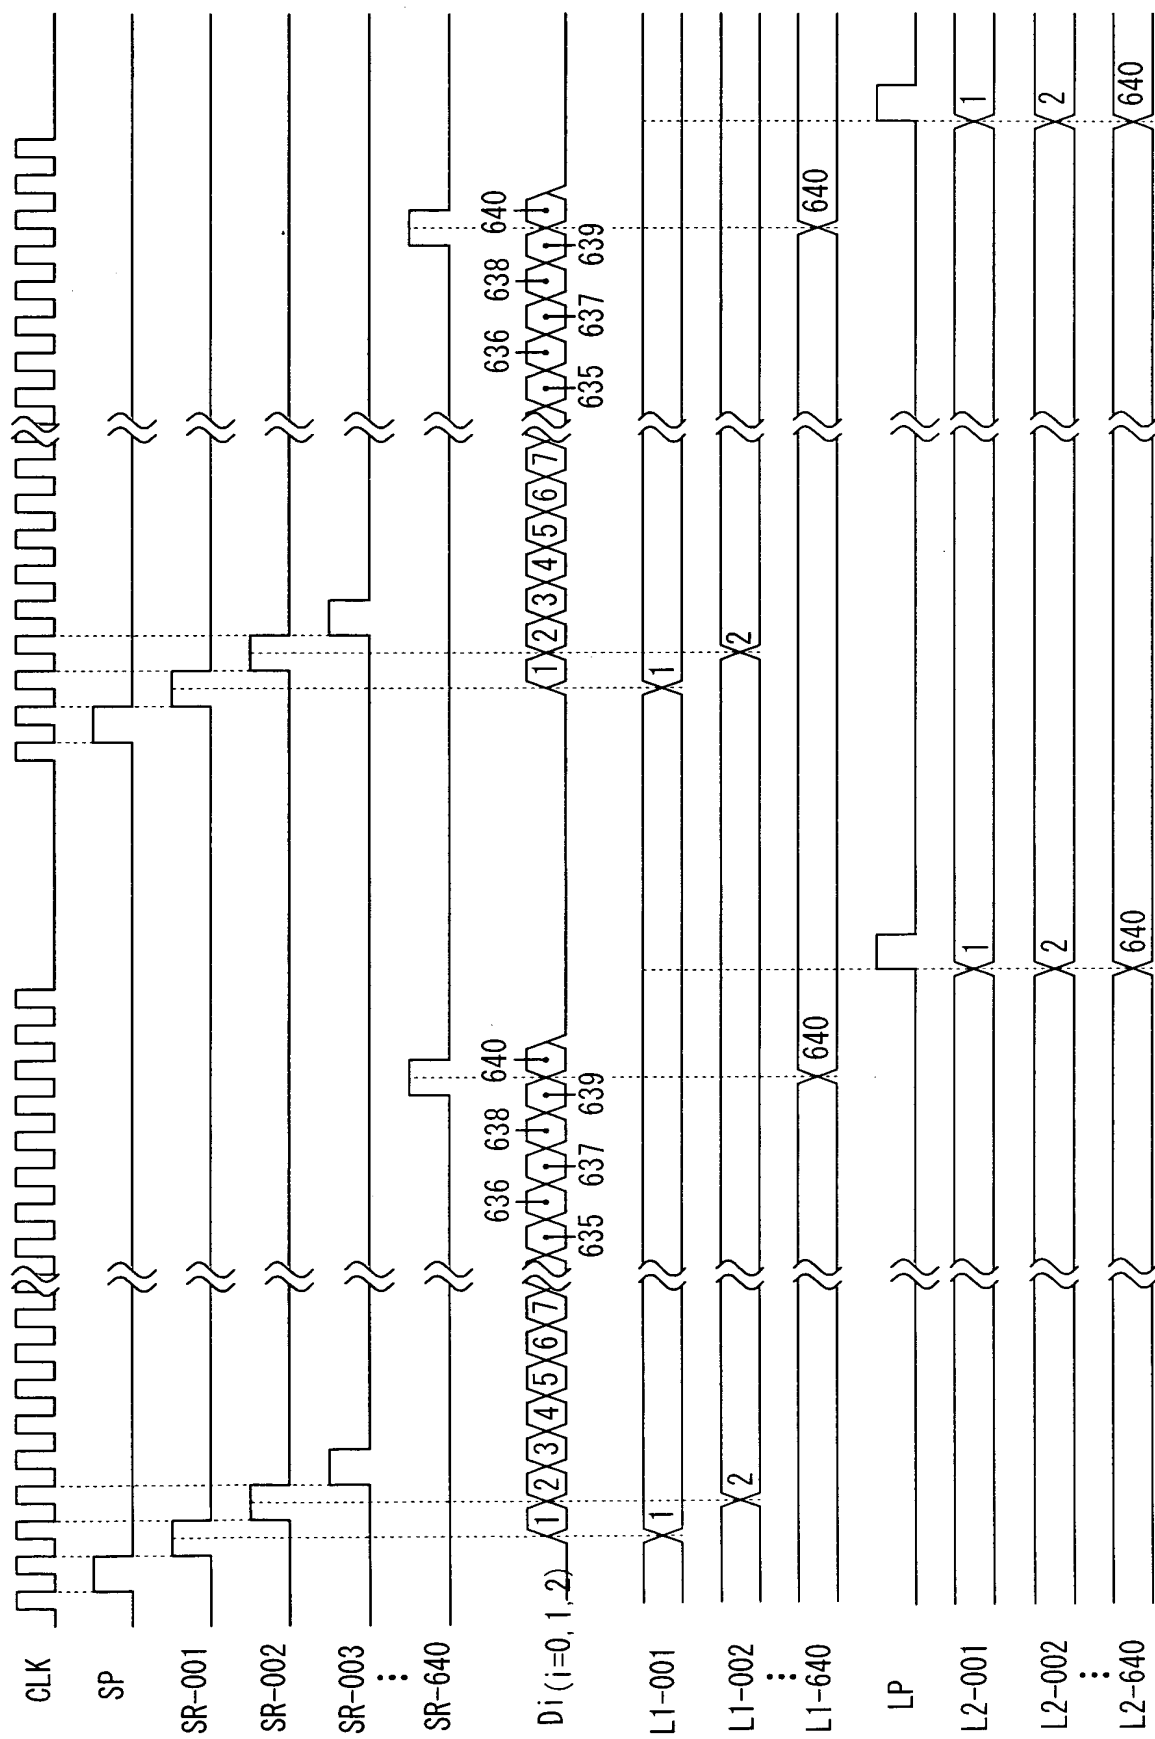 CLK
SP
SR-001
SR-002
SR-003
⋮
SR-640
636 638 640 636 638 640
Di(i=0, 1, 2) 1 2 3 4 5 6 7 1 2 3 4 5 6 7
635 637 639 635 637 639
L1-001 1 1
L1-002 2 2
⋮
L1-640 640 640
LP
L2-001 1 1
L2-002 2 2
⋮
L2-640 640 640